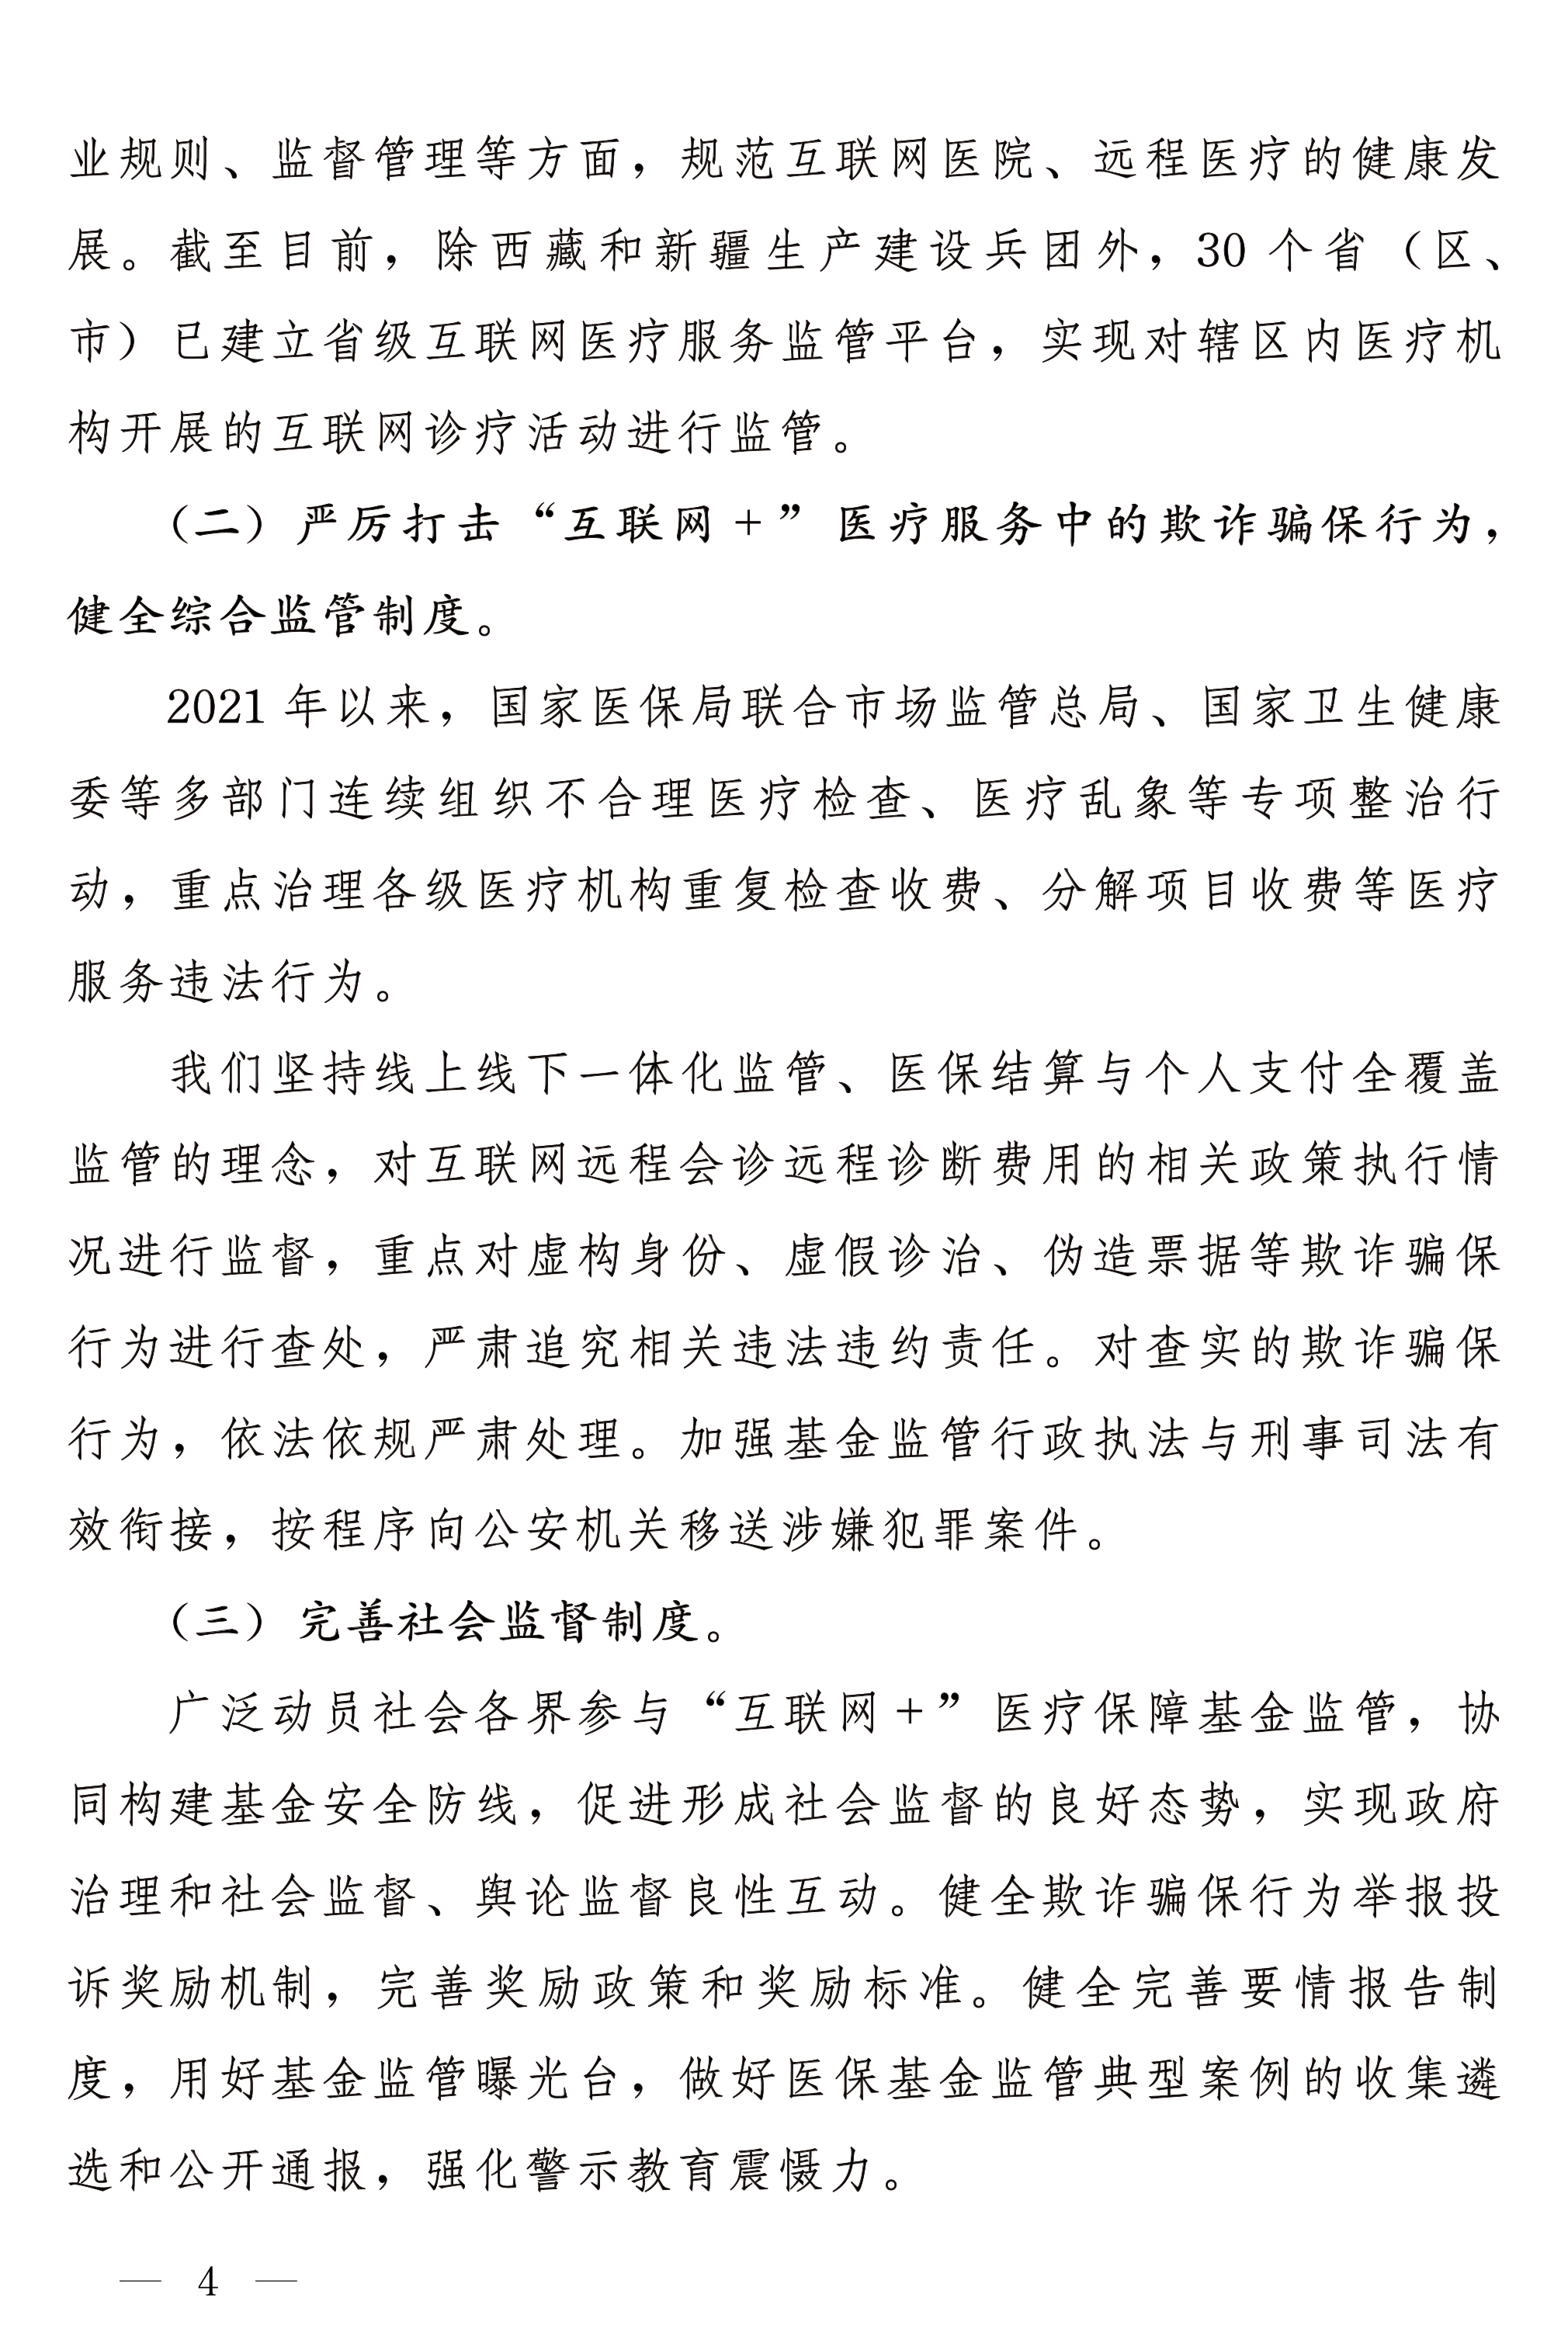 业规则、监督管理等方面，规范互联网医院、远程医疗的健康发
展。截至目前，除西藏和新疆生产建设兵团外，30 个省（区、
市）已建立省级互联网医疗服务监管平台，实现对辖区内医疗机
构开展的互联网诊疗活动进行监管。
（二）严厉打击“互联网+”医疗服务中的欺诈骗保行为，
健全综合监管制度。
2021 年以来，国家医保局联合市场监管总局、国家卫生健康
委等多部门连续组织不合理医疗检查、医疗乱象等专项整治行
动，重点治理各级医疗机构重复检查收费、分解项目收费等医疗
服务违法行为。
我们坚持线上线下一体化监管、医保结算与个人支付全覆盖
监管的理念，对互联网远程会诊远程诊断费用的相关政策执行情
况进行监督，重点对虚构身份、虚假诊治、伪造票据等欺诈骗保
行为进行查处，严肃追究相关违法违约责任。对查实的欺诈骗保
行为，依法依规严肃处理。加强基金监管行政执法与刑事司法有
效衔接，按程序向公安机关移送涉嫌犯罪案件。
（三）完善社会监督制度。
广泛动员社会各界参与“互联网+”医疗保障基金监管，协
同构建基金安全防线，促进形成社会监督的良好态势，实现政府
治理和社会监督、舆论监督良性互动。健全欺诈骗保行为举报投
诉奖励机制，完善奖励政策和奖励标准。健全完善要情报告制
度，用好基金监管曝光台，做好医保基金监管典型案例的收集遴
选和公开通报，强化警示教育震慑力。
— 4 —